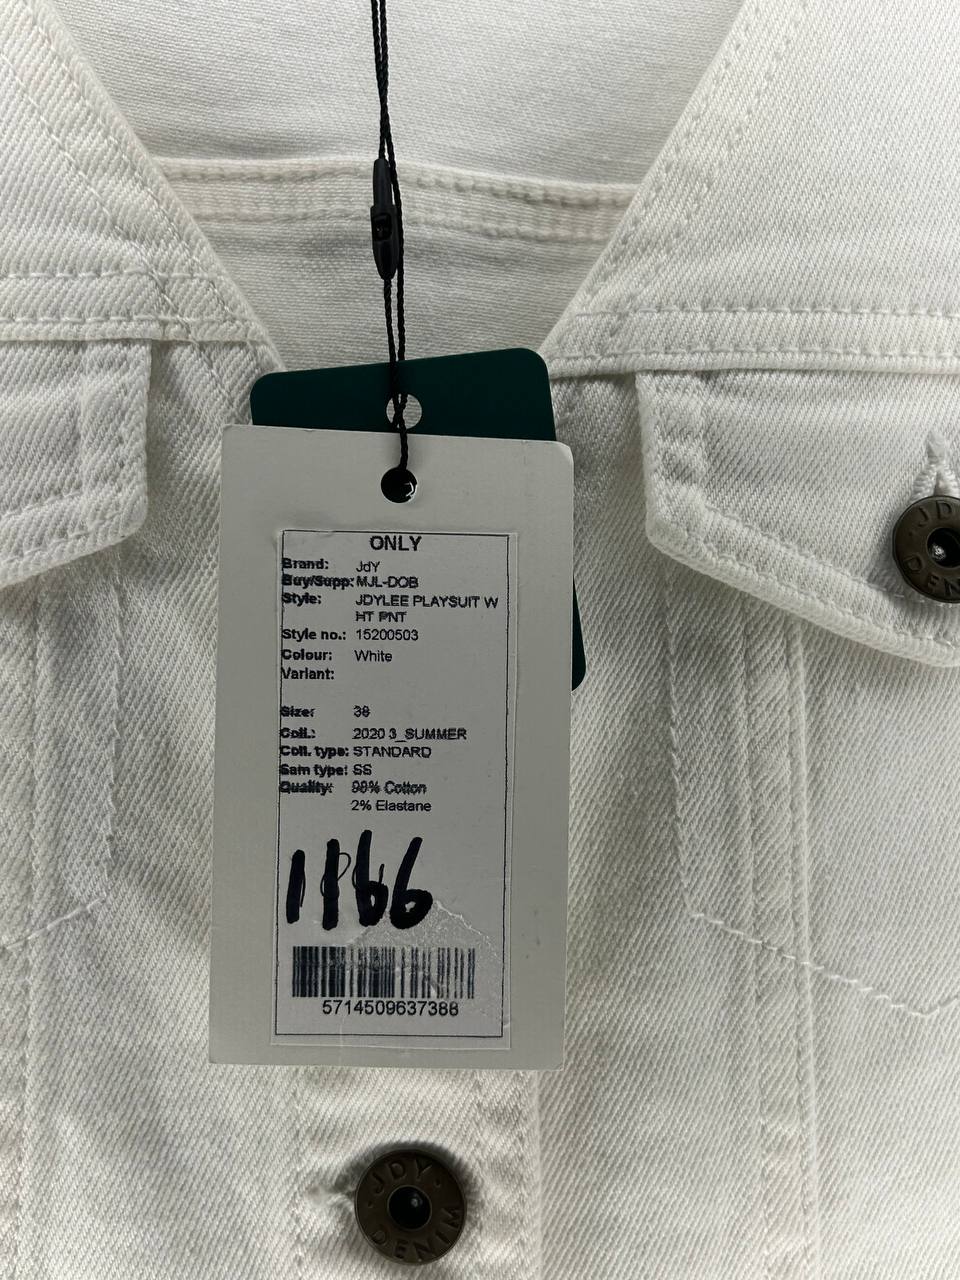 ONLY
Brand: JdY
Buy/Supp: MJL-DOB
Style: JDYLEE PLAYSUIT W
HT PNT
Style no.: 15200503
Colour: White
Variant:
Size: 38
Coll.: 2020 3_SUMMER
Coll. type: STANDARD
Sam type: SS
Quality: 98% Cotton
2% Elastane
1166
5714509637388
JD
DEN
JDY
DENIM